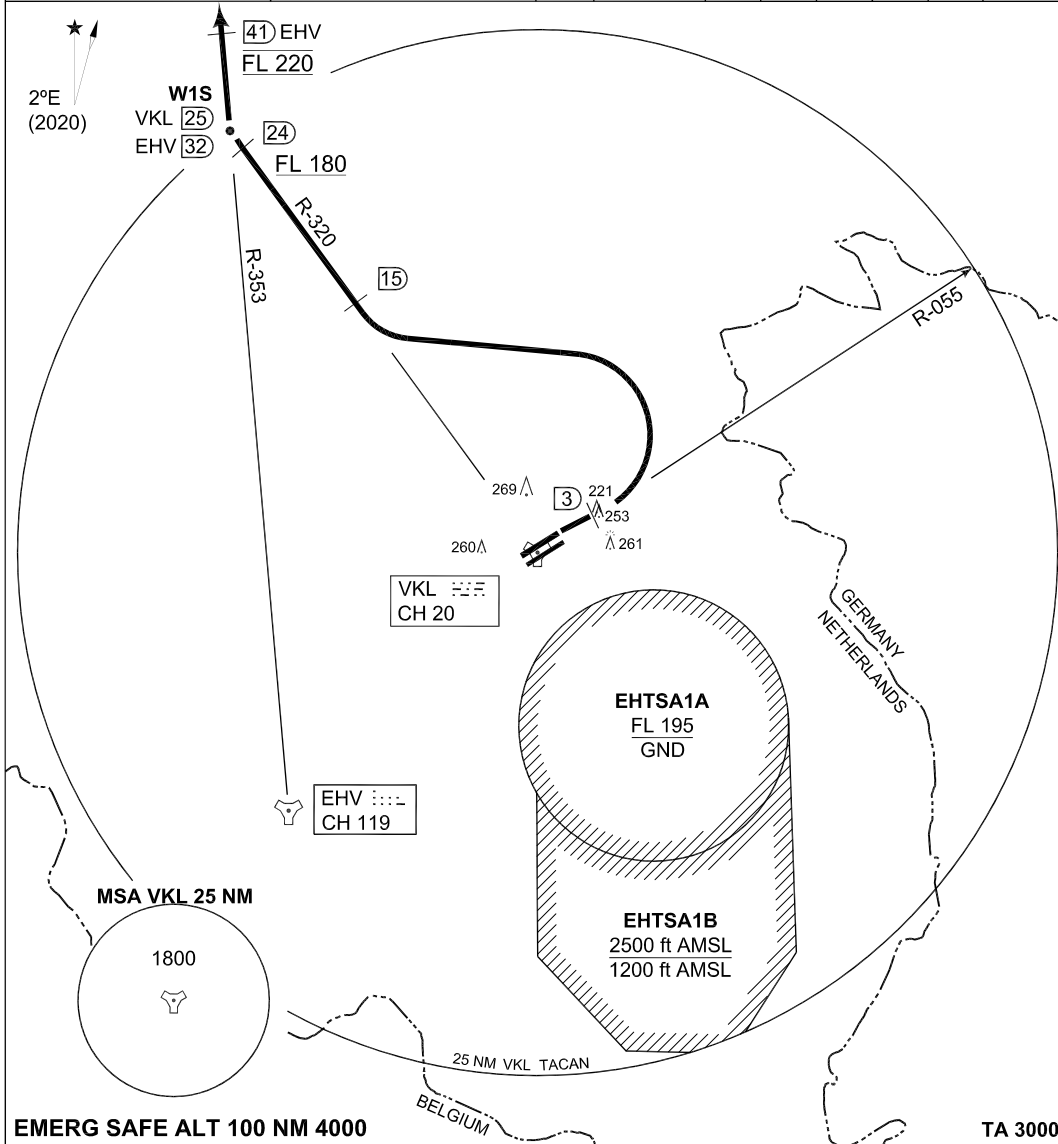 41 EHV
FL 220
2ºE
(2020)
W1S
VKL 25
EHV 32
24
FL 180
R-320
R-353
15
R-055
269
3
221
253
260
261
VKL
CH 20
GERMANY
NETHERLANDS
EHTSA1A
FL 195
GND
EHV
CH 119
MSA VKL 25 NM
1800
EHTSA1B
2500 ft AMSL
1200 ft AMSL
25 NM VKL TACAN
BELGIUM
EMERG SAFE ALT 100 NM 4000
TA 3000